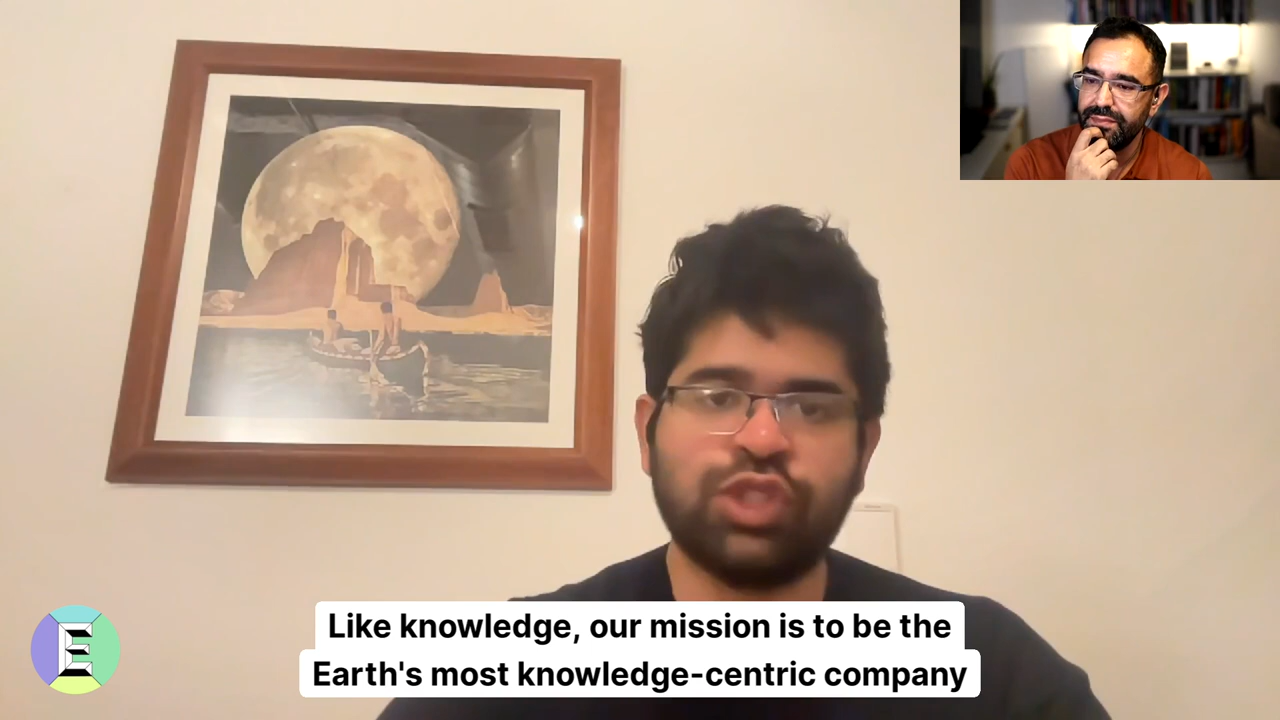 Like knowledge, our mission is to be the
Earth's most knowledge-centric company
E